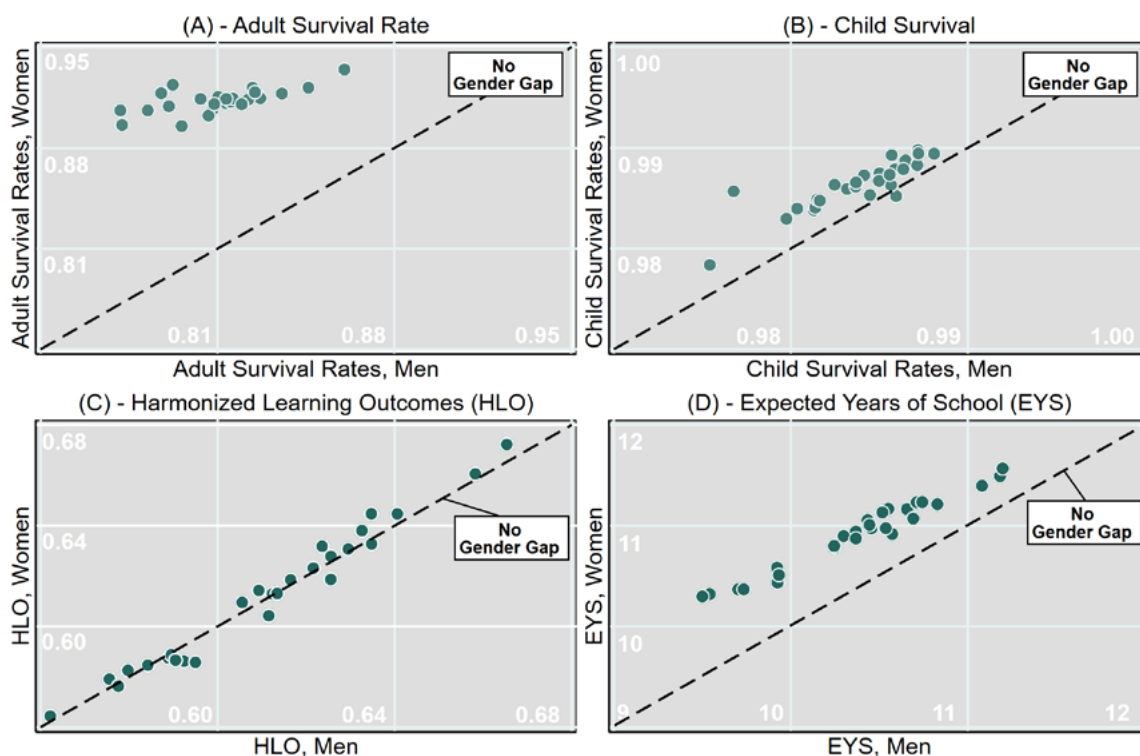 (A) - Adult Survival Rate
Adult Survival Rates, Women
0.95
0.88
0.81
No
Gender Gap
0.81
0.88
0.95
Adult Survival Rates, Men
(B) - Child Survival
Child Survival Rates, Women
1.00
0.99
0.98
No
Gender Gap
0.98
0.99
1.00
Child Survival Rates, Men
(C) - Harmonized Learning Outcomes (HLO)
HLO, Women
0.68
0.64
0.60
No
Gender Gap
0.60
0.64
0.68
HLO, Men
(D) - Expected Years of School (EYS)
EYS, Women
12
11
10
No
Gender Gap
9
10
11
12
EYS, Men